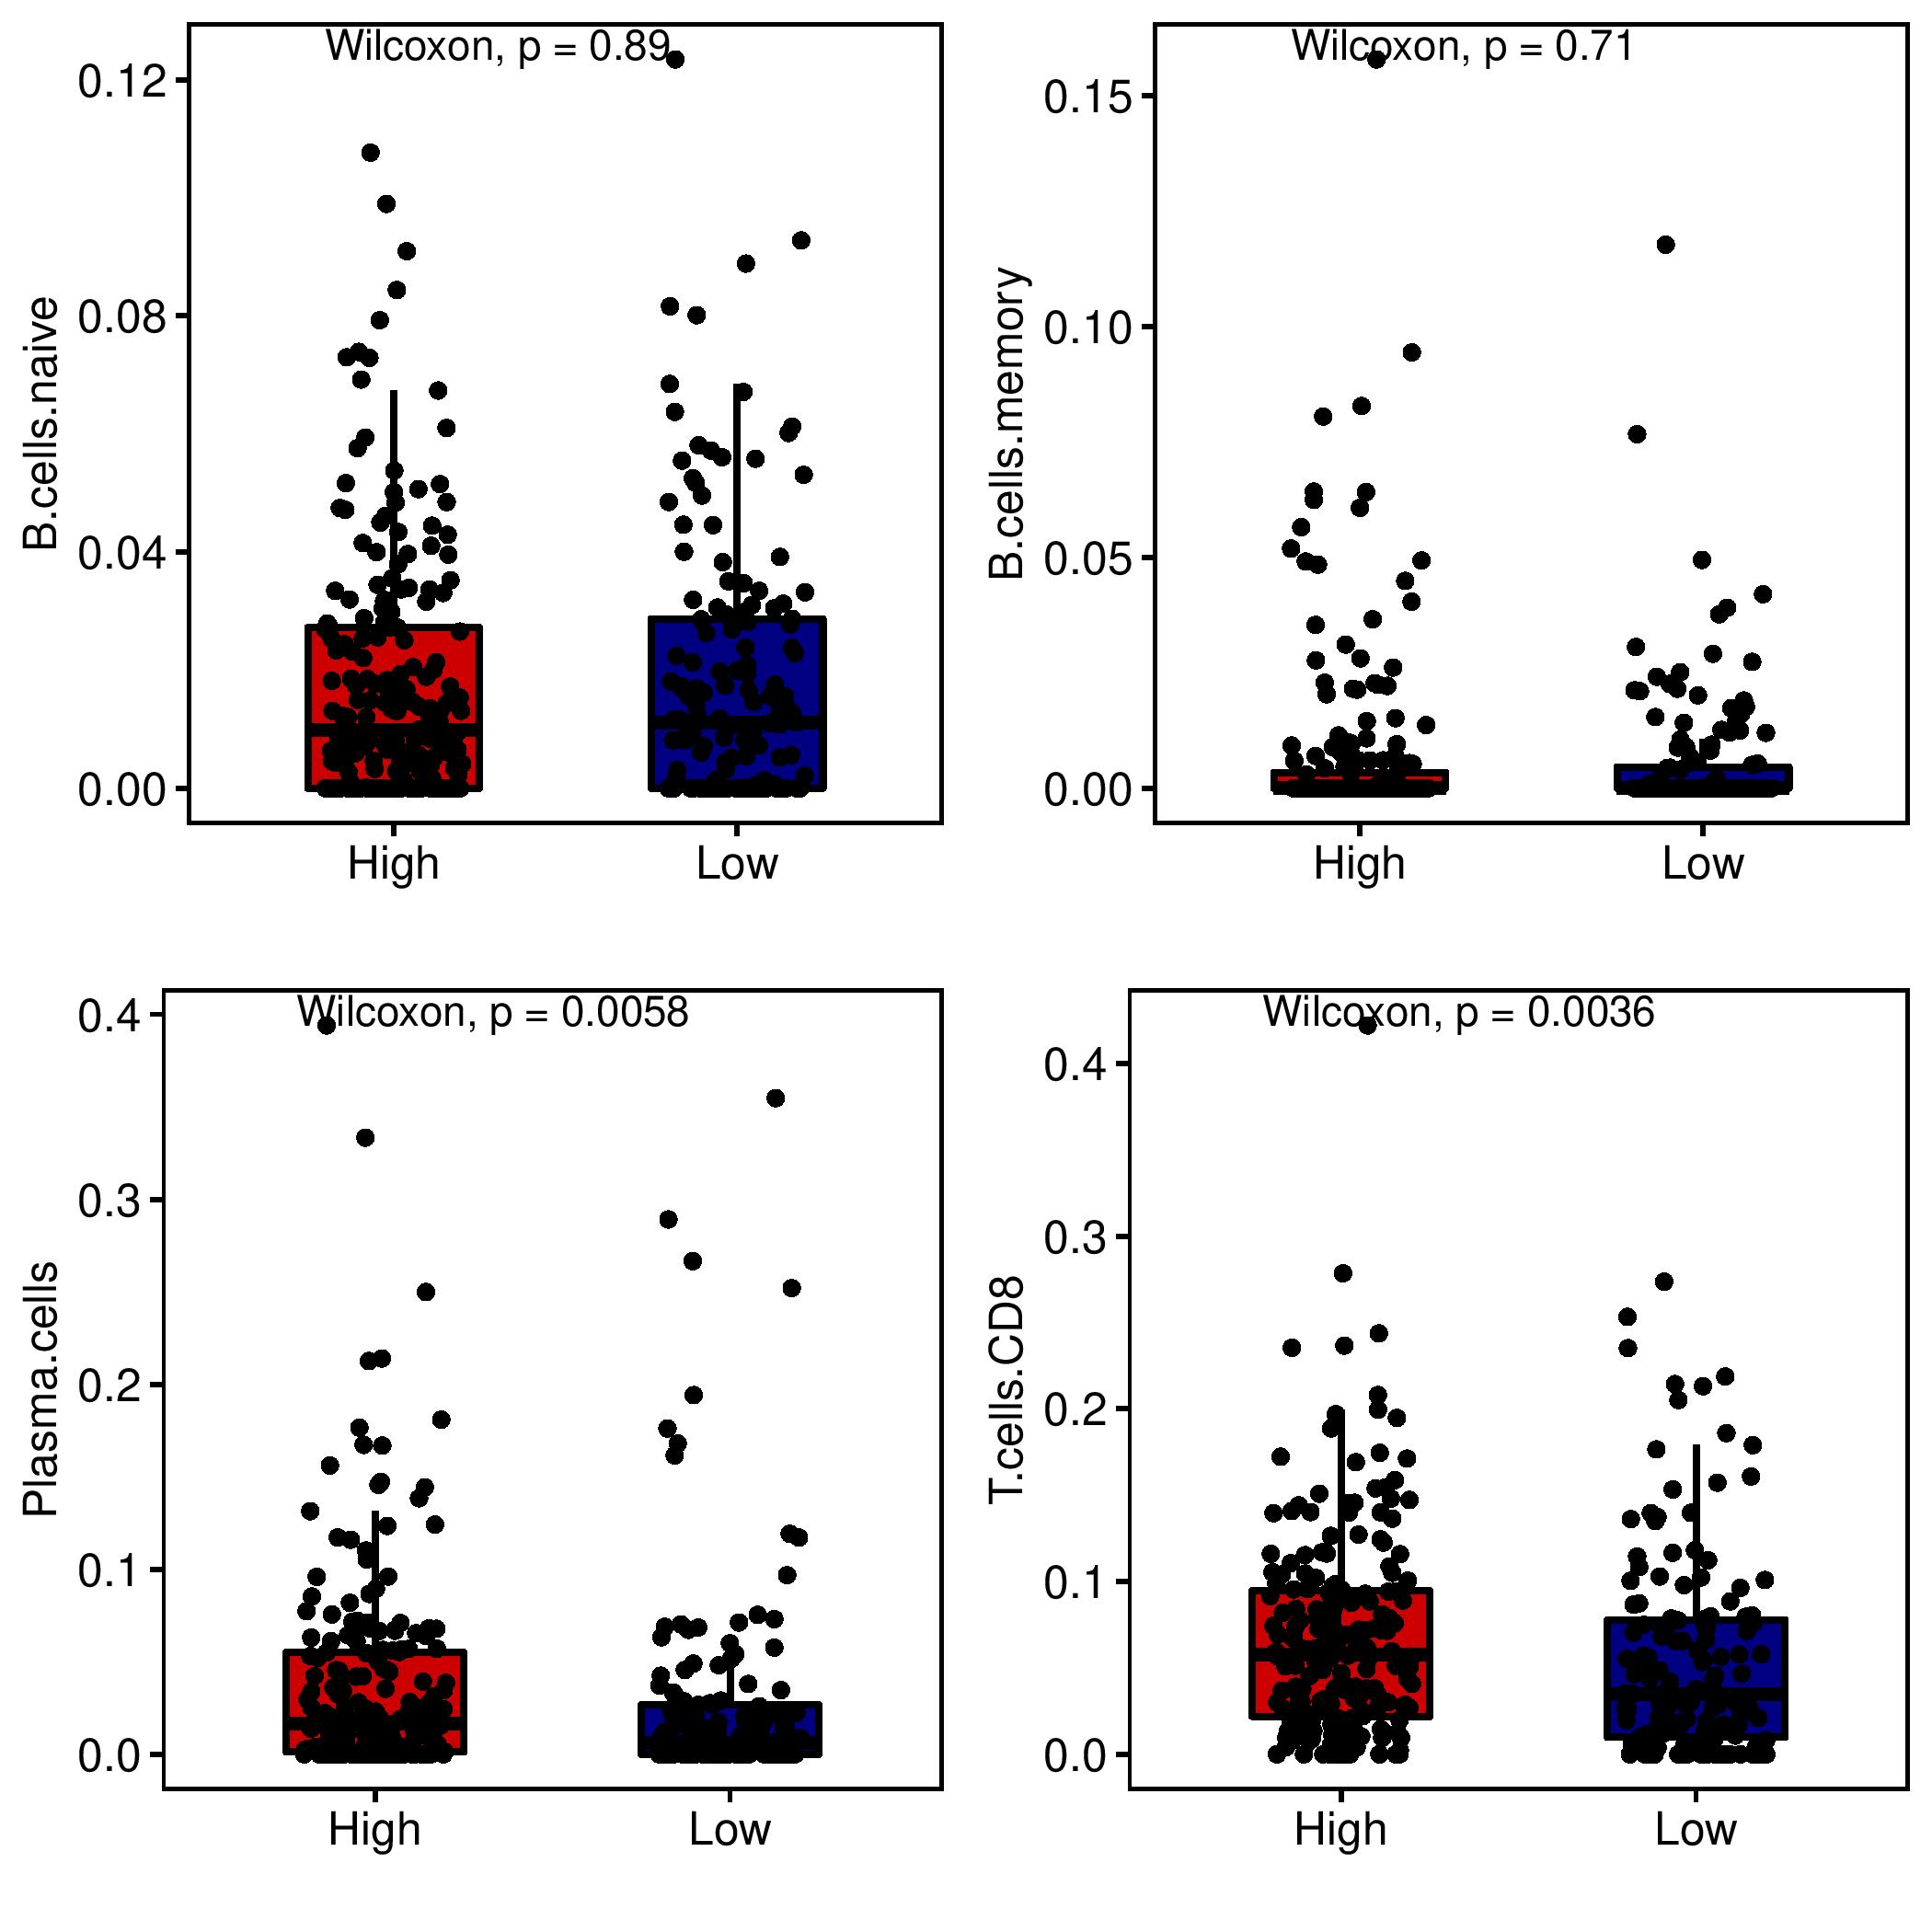 Wilcoxon, p = 0.89
B.cells.naive
0.12
0.08
0.04
0.00
High
Low
Wilcoxon, p = 0.71
B.cells.memory
0.15
0.10
0.05
0.00
High
Low
Wilcoxon, p = 0.0058
Plasma.cells
0.4
0.3
0.2
0.1
0.0
High
Low
Wilcoxon, p = 0.0036
T.cells.CD8
0.4
0.3
0.2
0.1
0.0
High
Low